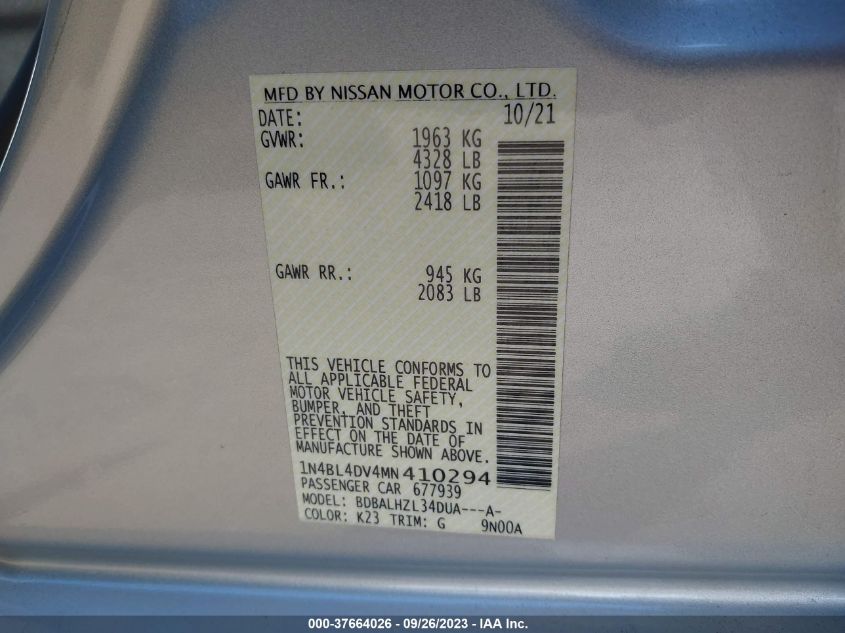 MFD BY NISSAN MOTOR CO., LTD.
DATE: 10/21
GVWR: 1963 KG
4328 LB
GAWR FR.: 1097 KG
2418 LB
GAWR RR.: 945 KG
2083 LB
THIS VEHICLE CONFORMS TO
ALL APPLICABLE FEDERAL
MOTOR VEHICLE SAFETY,
BUMPER, AND THEFT
PREVENTION STANDARDS IN
EFFECT ON THE DATE OF
MANUFACTURE SHOWN ABOVE.
1N4BL4DV4MN410294
PASSENGER CAR 677939
MODEL: BDBALHZL34DUA---A-
COLOR: K23 TRIM: G 9N00A
000-37664026 - 09/26/2023 - IAA Inc.